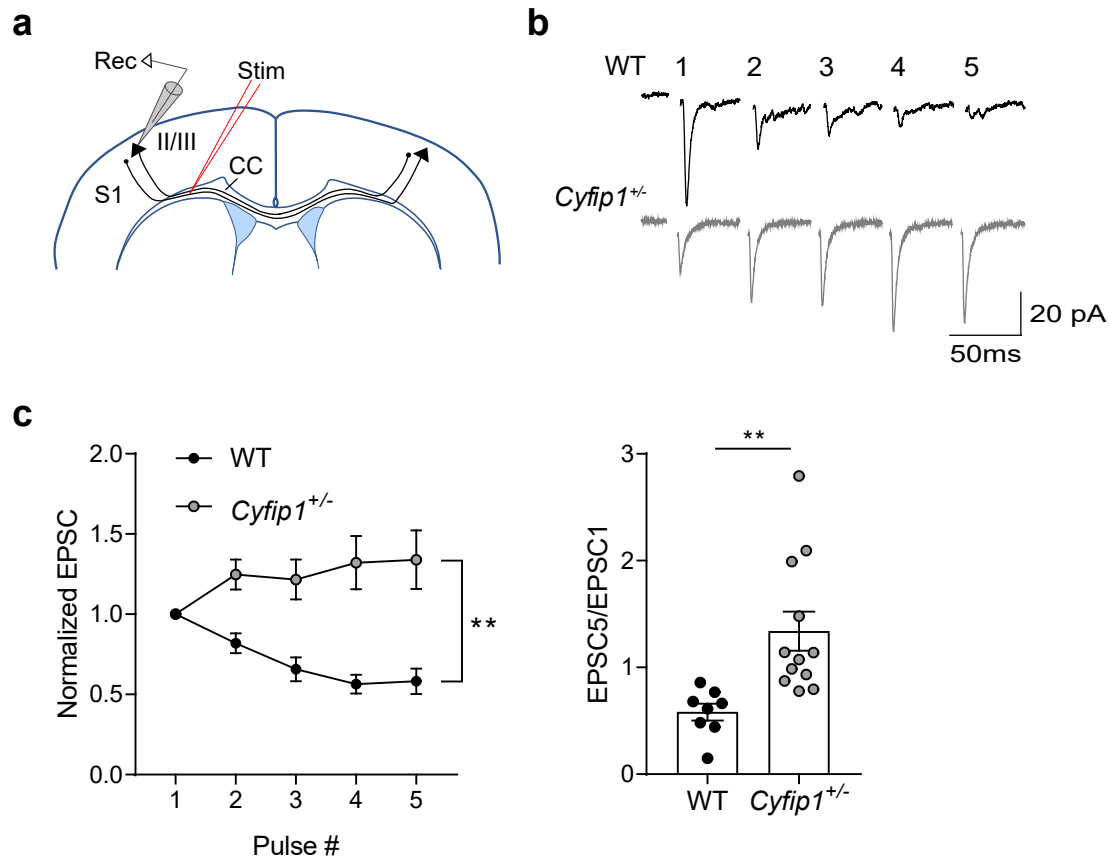 a
Rec
Stim
II/III
CC
S1
b
WT 1 2 3 4 5
Cyfip1+/-
20 pA
50ms
c
2.0
1.5
1.0
0.5
0.0
Normalized EPSC
WT
Cyfip1+/-
**
1 2 3 4 5
Pulse #
**
3
2
1
0
EPSC5/EPSC1
WT Cyfip1+/-